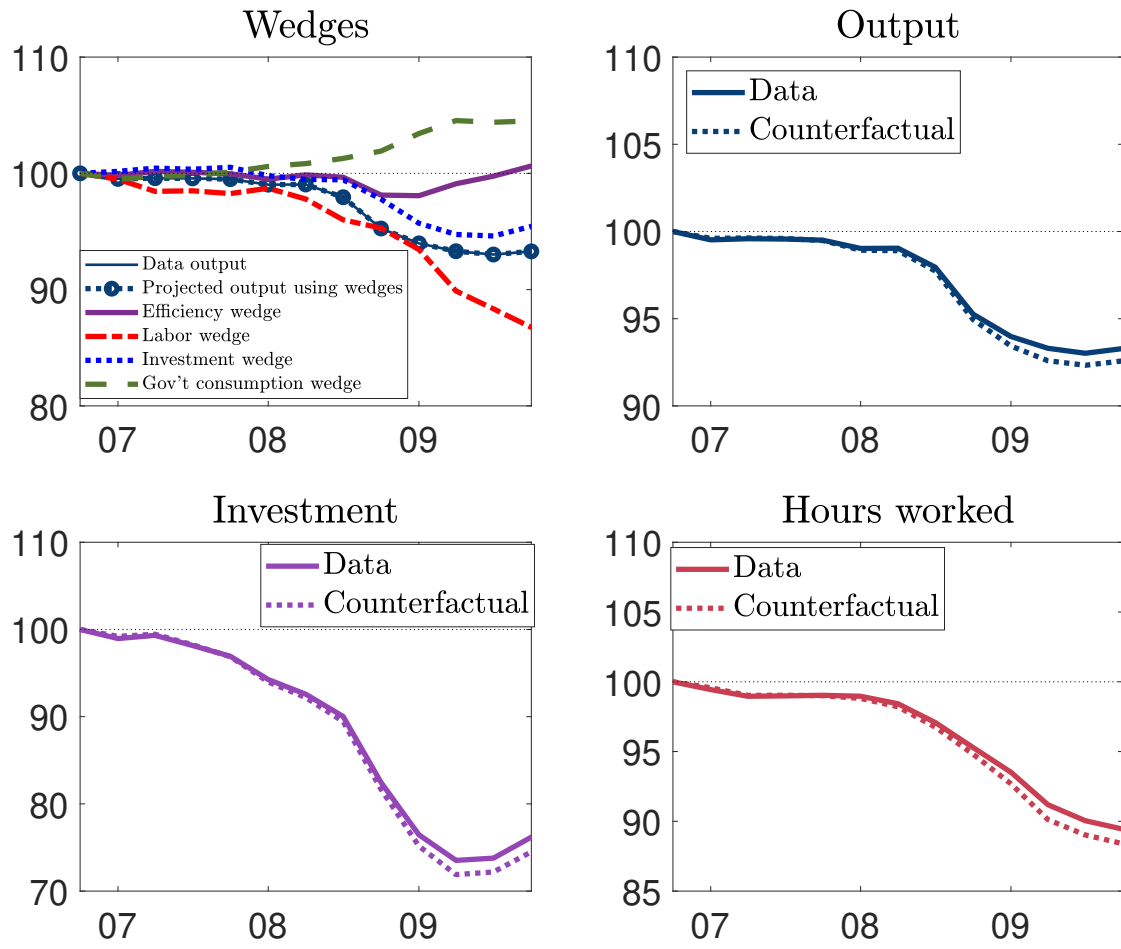 Wedges
110
100
90
80
07 08 09
Data output
Projected output using wedges
Efficiency wedge
Labor wedge
Investment wedge
Gov't consumption wedge
Output
110
105
100
95
90
07 08 09
Data
Counterfactual
Investment
110
100
90
80
70
07 08 09
Data
Counterfactual
Hours worked
110
105
100
95
90
85
07 08 09
Data
Counterfactual